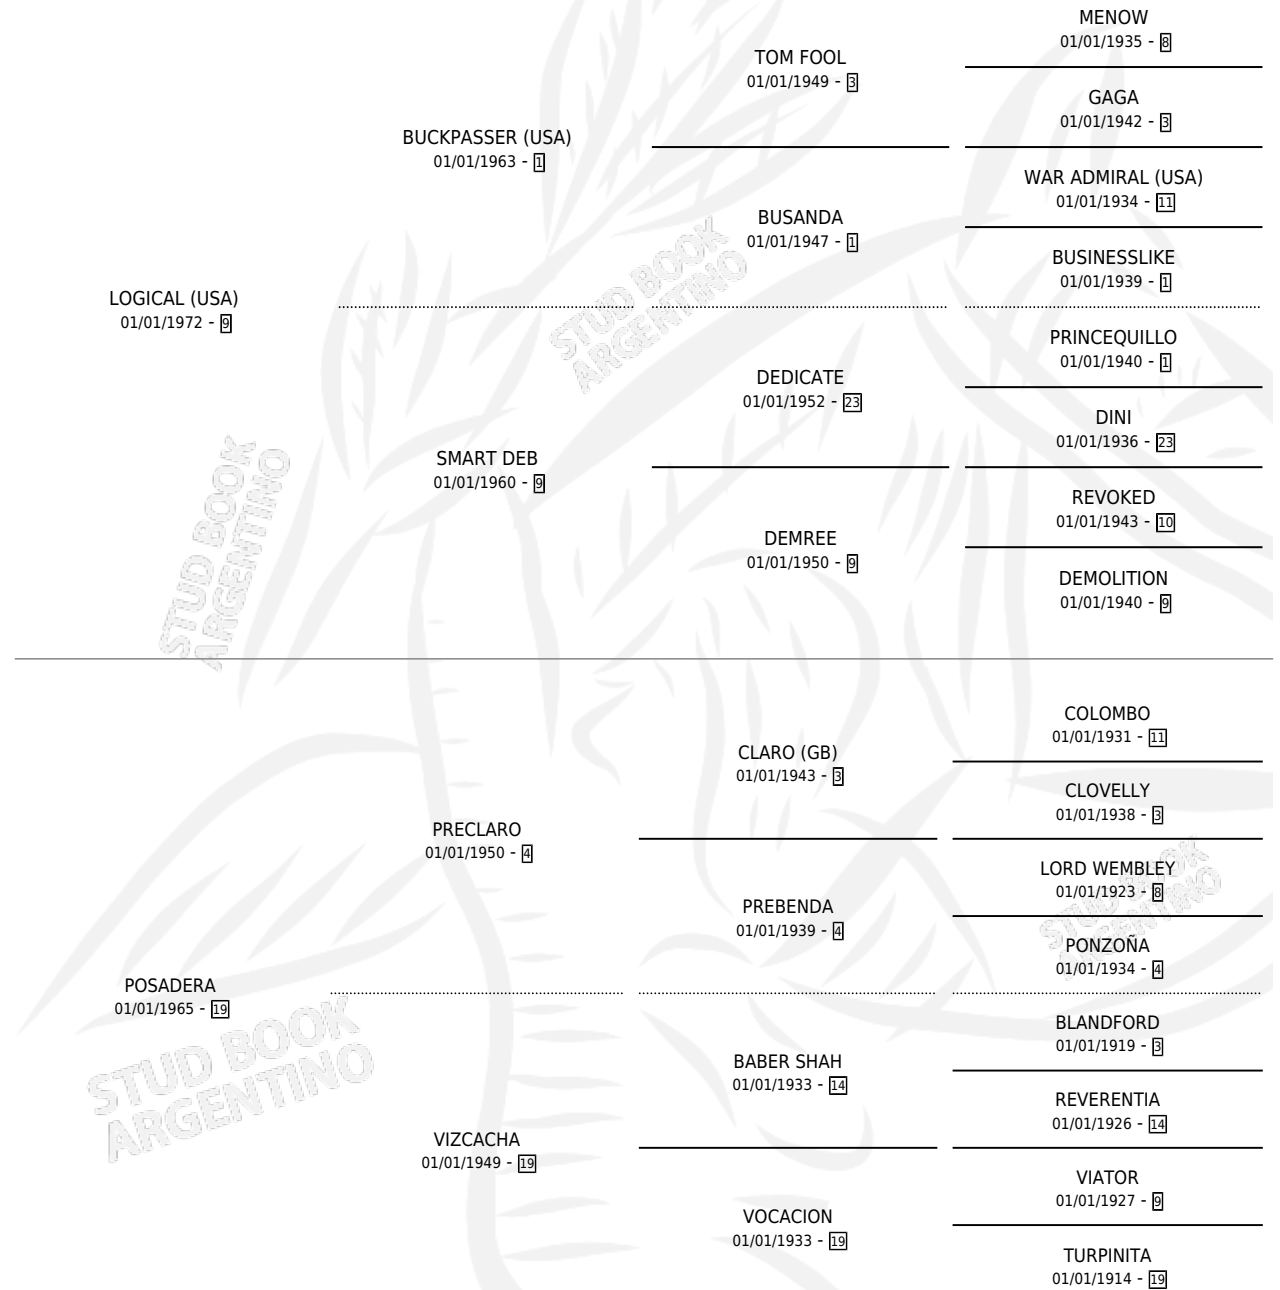 MENOW
01/01/1935 - 8
TOM FOOL
01/01/1949 - 3
GAGA
01/01/1942 - 3
BUCKPASSER (USA)
01/01/1963 - 1
WAR ADMIRAL (USA)
01/01/1934 - 11
BUSANDA
01/01/1947 - 1
BUSINESSLIKE
01/01/1939 - 1
LOGICAL (USA)
01/01/1972 - 9
PRINCEQUILLO
01/01/1940 - 1
DEDICATE
01/01/1952 - 23
DINI
01/01/1936 - 23
SMART DEB
01/01/1960 - 9
REVOKED
01/01/1943 - 10
DEMREE
01/01/1950 - 9
DEMOLITION
01/01/1940 - 9
COLOMBO
01/01/1931 - 11
CLARO (GB)
01/01/1943 - 3
CLOVELLY
01/01/1938 - 3
PRECLARO
01/01/1950 - 4
LORD WEMBLEY
01/01/1923 - 8
PREBENDA
01/01/1939 - 4
PONZOÑA
01/01/1934 - 4
POSADERA
01/01/1965 - 19
BLANDFORD
01/01/1919 - 3
BABER SHAH
01/01/1933 - 14
REVERENTIA
01/01/1926 - 14
VIZCACHA
01/01/1949 - 19
VIATOR
01/01/1927 - 9
VOCACION
01/01/1933 - 19
TURPINITA
01/01/1914 - 19
STUD BOOK
ARGENTINO
STUD BOOK
ARGENTINO
STUD BOOK
ARGENTINO
STUD BOOK
ARGENTINO